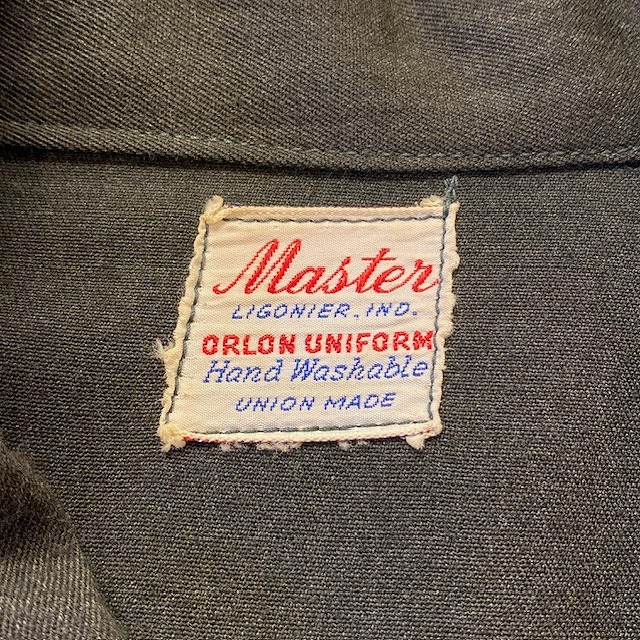 Master
LIGONIER, IND.
ORLON UNIFORM
Hand Washable
UNION MADE